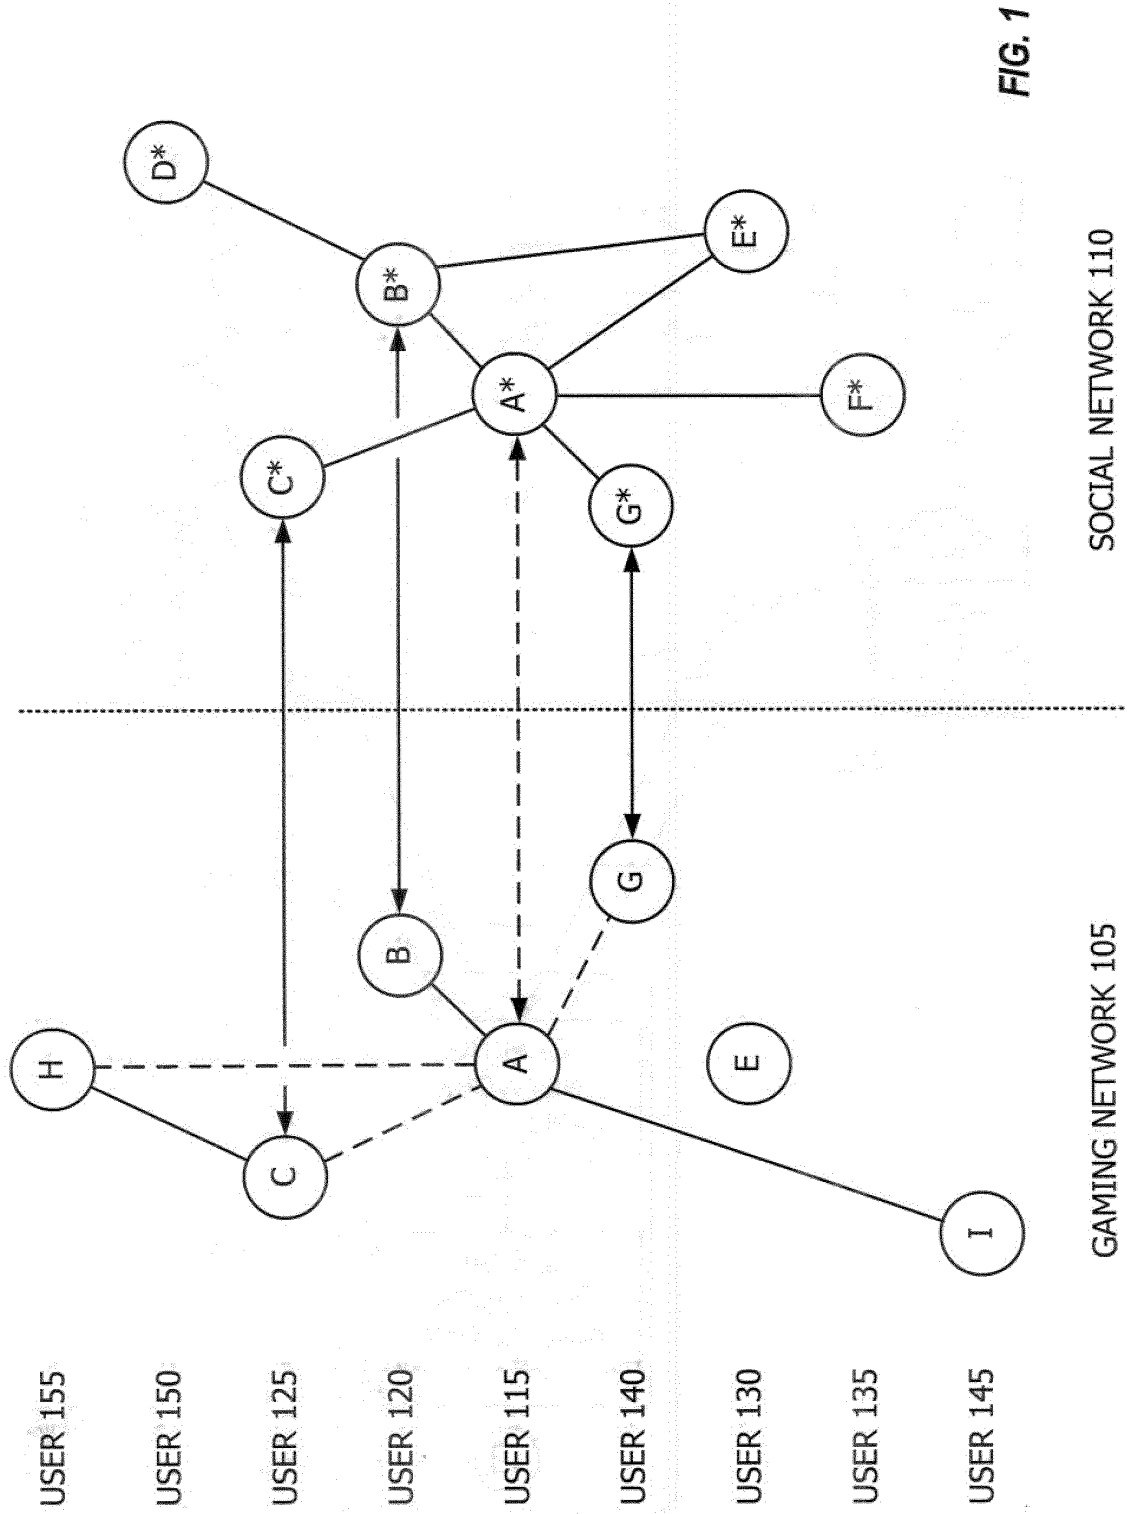 USER 155
H
USER 150
D*
USER 125
C
C*
USER 120
B
B*
USER 115
A
A*
USER 140
G
G*
USER 130
E
E*
USER 135
F*
USER 145
I
GAMING NETWORK 105
SOCIAL NETWORK 110
FIG. 1